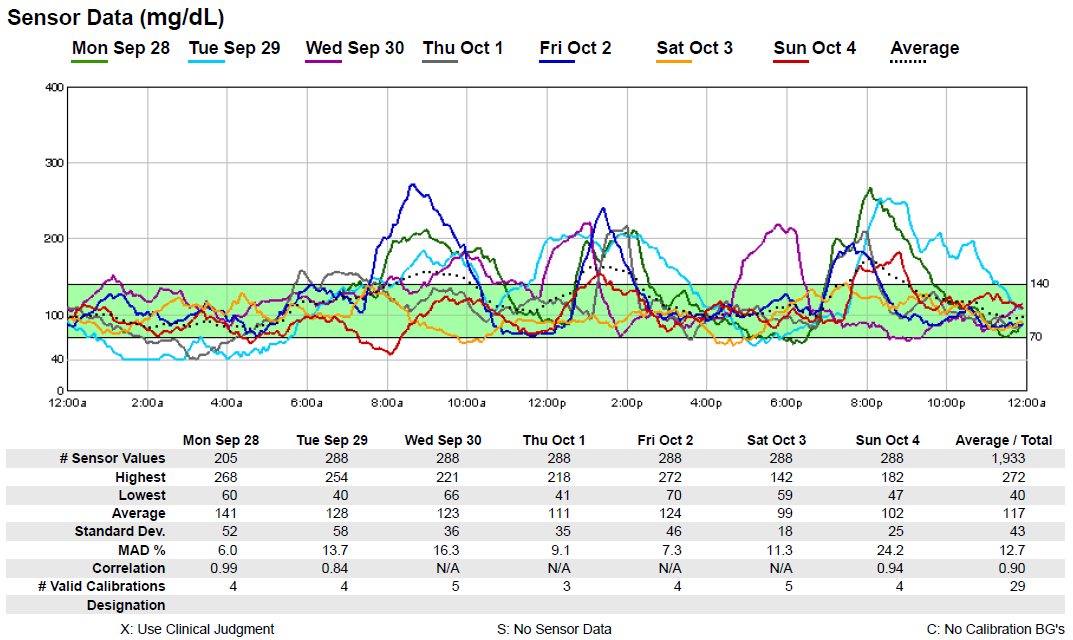 Sensor Data (mg/dL)
Mon Sep 28 Tue Sep 29 Wed Sep 30 Thu Oct 1 Fri Oct 2 Sat Oct 3 Sun Oct 4 Average
400
300
200
140
100
70
40
0
12:00a 2:00a 4:00a 6:00a 8:00a 10:00a 12:00p 2:00p 4:00p 6:00p 8:00p 10:00p 12:00a
Mon Sep 28 Tue Sep 29 Wed Sep 30 Thu Oct 1 Fri Oct 2 Sat Oct 3 Sun Oct 4 Average / Total
# Sensor Values 205 288 288 288 288 288 288 1,933
Highest 268 254 221 218 272 142 182 272
Lowest 60 40 66 41 70 59 47 40
Average 141 128 123 111 124 99 102 117
Standard Dev. 52 58 36 35 46 18 25 43
MAD % 6.0 13.7 16.3 9.1 7.3 11.3 24.2 12.7
Correlation 0.99 0.84 N/A N/A N/A N/A 0.94 0.90
# Valid Calibrations 4 4 5 3 4 5 4 29
Designation
X: Use Clinical Judgment S: No Sensor Data C: No Calibration BG's